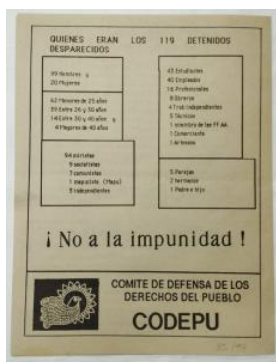 QUIENES ERAN LOS 119 DETENIDOS
DESPARECIDOS
99 Hombres y
20 Mujeres
62 Menores de 25 años
39 Entre 26 y 30 años
14 Entre 30 y 40 años y
4 Mayores de 40 años
94 miristas
9 socialistas
7 comunistas
1 mapucista (Mapu)
8 independientes
43 Estudiantes
40 Empleados
16 Profesionales
8 Obreros
4 Trab independientes
5 Técnicos
1 miembro de las FF AA
1 Comerciante
1 Artesano
5 Parejas
2 hermanos
1 Padre e hijo
¡ No a la impunidad !
COMITE DE DEFENSA DE LOS
DERECHOS DEL PUEBLO
CODEPU